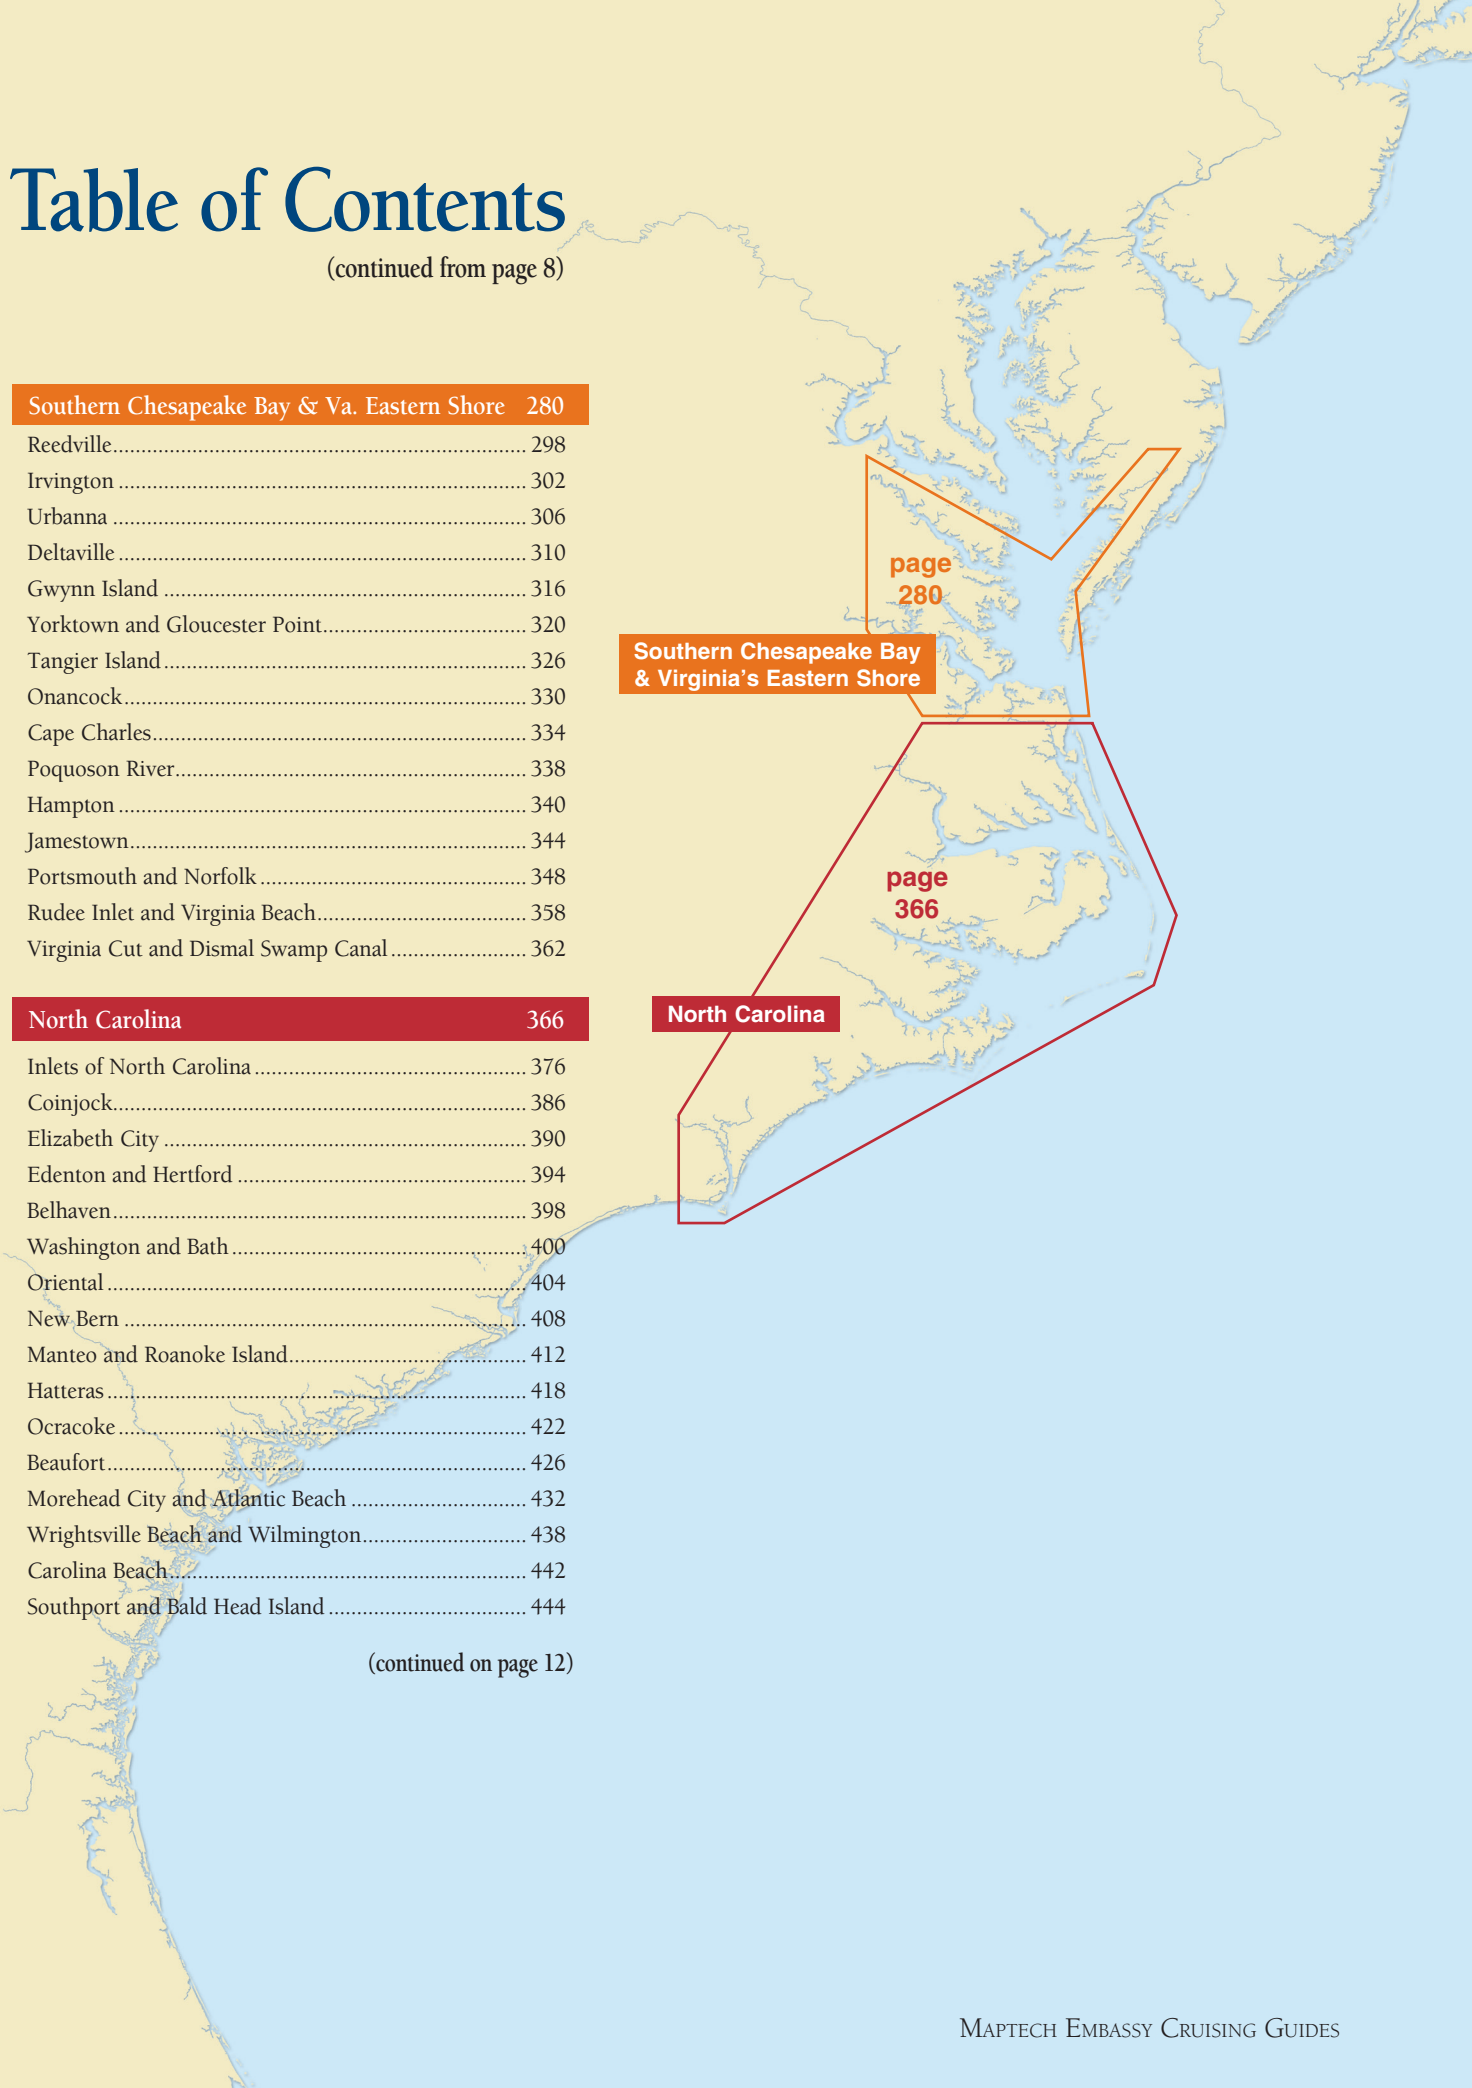 Table of Contents
(continued from page 8)
Southern Chesapeake Bay & Va. Eastern Shore 280
Reedville.......................................................................... 298
Irvington ......................................................................... 302
Urbanna .......................................................................... 306
Deltaville ......................................................................... 310
Gwynn Island ................................................................. 316
Yorktown and Gloucester Point.................................... 320
Tangier Island ................................................................. 326
Onancock........................................................................ 330
Cape Charles................................................................... 334
Poquoson River............................................................... 338
Hampton ......................................................................... 340
Jamestown....................................................................... 344
Portsmouth and Norfolk ................................................ 348
Rudee Inlet and Virginia Beach..................................... 358
Virginia Cut and Dismal Swamp Canal ........................ 362
North Carolina 366
Inlets of North Carolina ................................................. 376
Coinjock.......................................................................... 386
Elizabeth City ................................................................. 390
Edenton and Hertford .................................................... 394
Belhaven.......................................................................... 398
Washington and Bath ..................................................... 400
Oriental ........................................................................... 404
New Bern ........................................................................ 408
Manteo and Roanoke Island.......................................... 412
Hatteras ........................................................................... 418
Ocracoke ......................................................................... 422
Beaufort........................................................................... 426
Morehead City and Atlantic Beach ............................... 432
Wrightsville Beach and Wilmington............................. 438
Carolina Beach................................................................ 442
Southport and Bald Head Island ................................... 444
(continued on page 12)
page
280
Southern Chesapeake Bay
& Virginia's Eastern Shore
page
366
North Carolina
MAPTECH EMBASSY CRUISING GUIDES